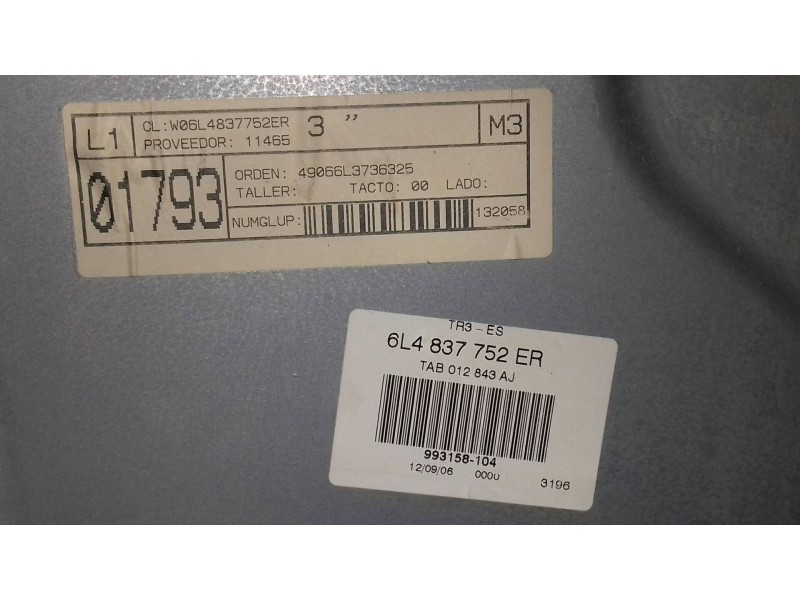 L1 CL:W06L4837752ER 3 " M3
PROVEEDOR: 11465
01793 ORDEN: 49066L3736325
TALLER: TACTO: 00 LADO:
NUMGLUP: 132058
TR3-ES
6L4 837 752 ER
TAB 012 843 AJ
993158-104
12/09/06 000U 3196